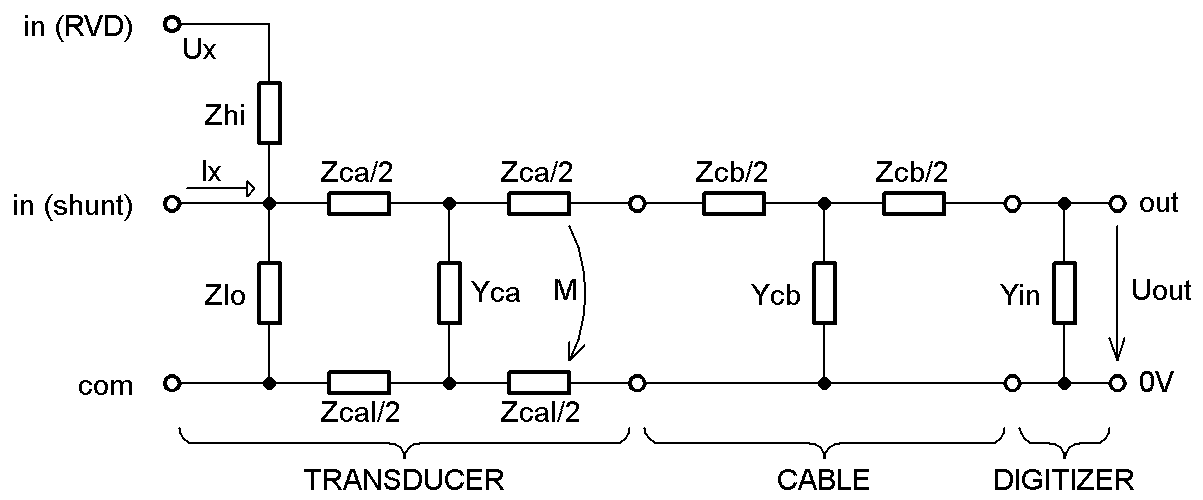 in (RVD)
Ux
Zhi
Ix
Zca/2
Zca/2
Zcb/2
Zcb/2
in (shunt)
out
Zlo
Yca
M
Ycb
Yin
Uout
com
0V
Zcal/2
Zcal/2
TRANSDUCER
CABLE
DIGITIZER